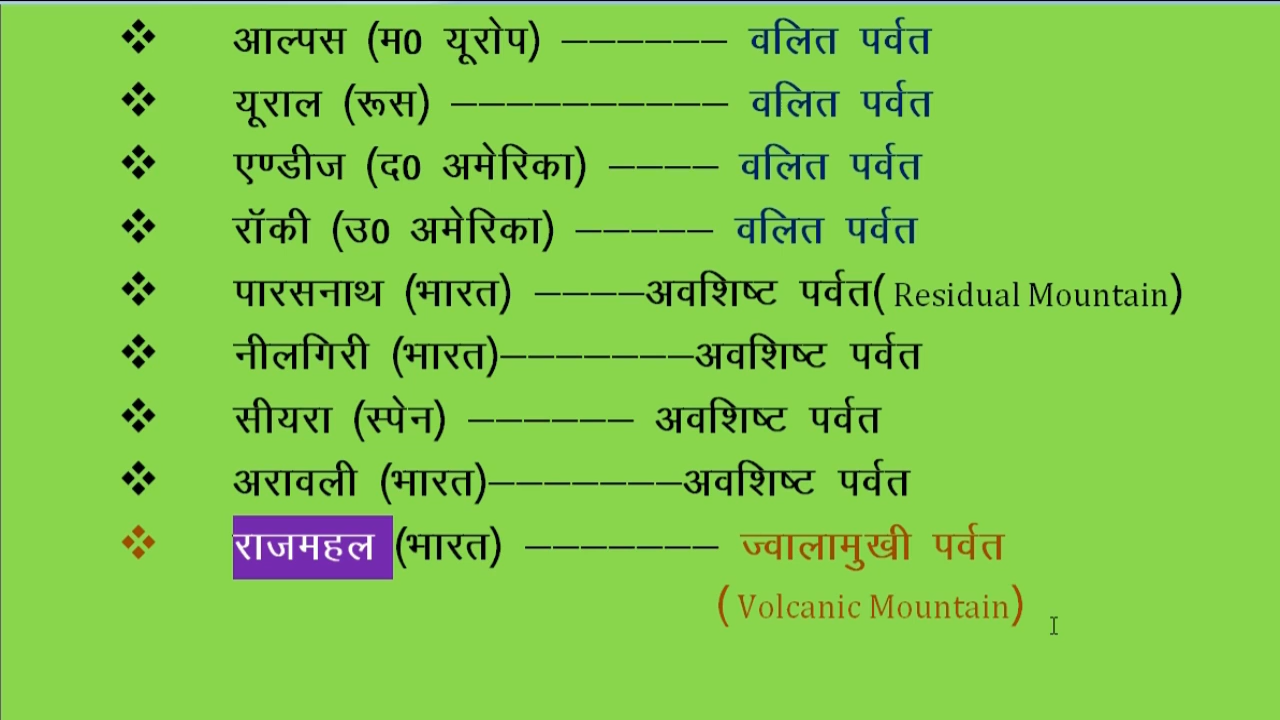 ❖ आल्पस (म0 यूरोप) —————— वलित पर्वत
❖ यूराल (रूस) —————————— वलित पर्वत
❖ एण्डीज (द0 अमेरिका) ———— वलित पर्वत
❖ रॉकी (उ0 अमेरिका) ————— वलित पर्वत
❖ पारसनाथ (भारत) ————अवशिष्ट पर्वत( Residual Mountain)
❖ नीलगिरी (भारत)———————अवशिष्ट पर्वत
❖ सीयरा (स्पेन) —————— अवशिष्ट पर्वत
❖ अरावली (भारत)———————अवशिष्ट पर्वत
❖ राजमहल (भारत) ——————— ज्वालामुखी पर्वत
( Volcanic Mountain)